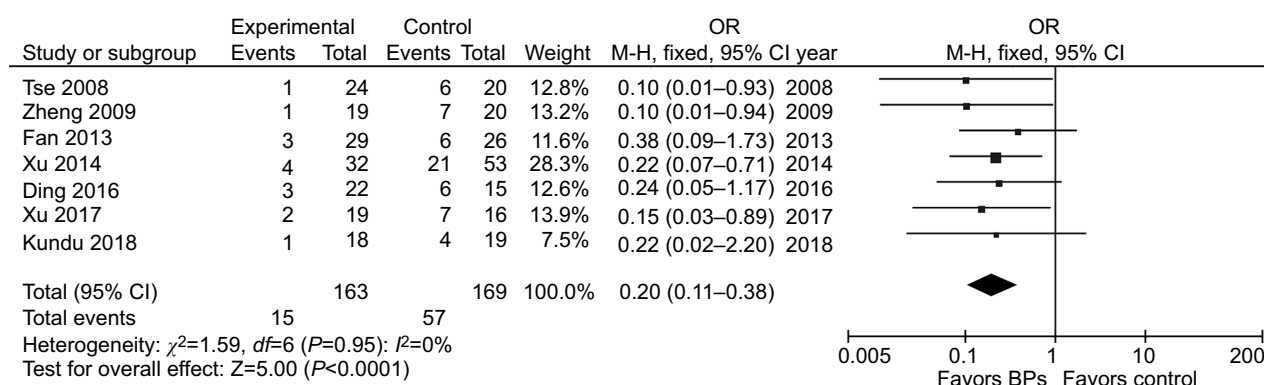 Experimental Control OR OR
Study or subgroup Events Total Events Total Weight M-H, fixed, 95% CI year M-H, fixed, 95% CI
Tse 2008 1 24 6 20 12.8% 0.10 (0.01–0.93) 2008
Zheng 2009 1 19 7 20 13.2% 0.10 (0.01–0.94) 2009
Fan 2013 3 29 6 26 11.6% 0.38 (0.09–1.73) 2013
Xu 2014 4 32 21 53 28.3% 0.22 (0.07–0.71) 2014
Ding 2016 3 22 6 15 12.6% 0.24 (0.05–1.17) 2016
Xu 2017 2 19 7 16 13.9% 0.15 (0.03–0.89) 2017
Kundu 2018 1 18 4 19 7.5% 0.22 (0.02–2.20) 2018
Total (95% CI) 163 169 100.0% 0.20 (0.11–0.38)
Total events 15 57
Heterogeneity: χ²=1.59, df=6 (P=0.95): I²=0%
Test for overall effect: Z=5.00 (P<0.0001)
0.005 0.1 1 10 200
Favors BPs Favors control